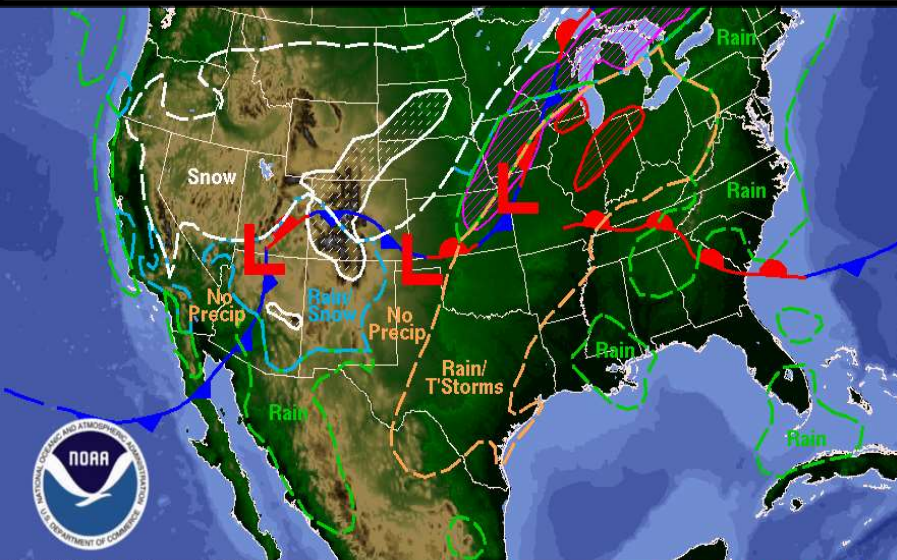 Rain
Snow
L
Rain
L
L
No
Precip
Rain/
Snow
No
Precip
Rain
Rain/
T'Storms
Rain
Rain
NATIONAL OCEANIC AND ATMOSPHERIC ADMINISTRATION
NOAA
U.S. DEPARTMENT OF COMMERCE